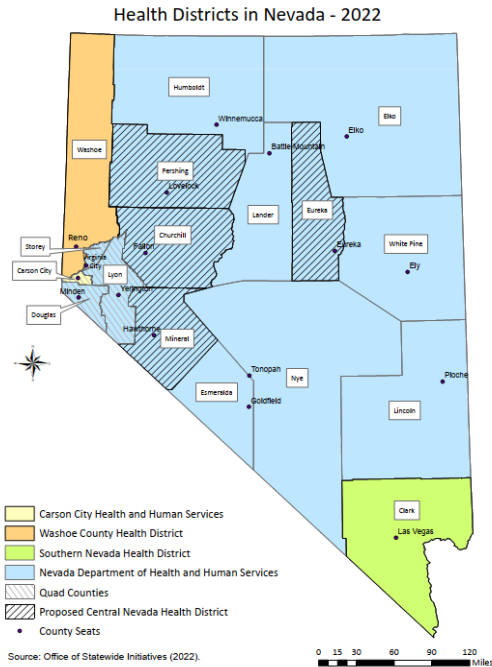 Health Districts in Nevada - 2022
Humboldt
Elko
Winnemucca
Elko
Washoe
Battle Mountain
Pershing
Lovelock
Lander
Eureka
Churchill
Reno
Storey
Fallon
Eureka
White Pine
Virginia
City
Carson City
Lyon
Ely
Minden
Yerington
Douglas
Hawthorne
Mineral
Tonopah
Nye
Pioche
Esmeralda
Goldfield
Lincoln
Clark
Las Vegas
Carson City Health and Human Services
Washoe County Health District
Southern Nevada Health District
Nevada Department of Health and Human Services
Quad Counties
Proposed Central Nevada Health District
County Seats
Source: Office of Statewide Initiatives (2022).
0 15 30 60 90 120
Miles